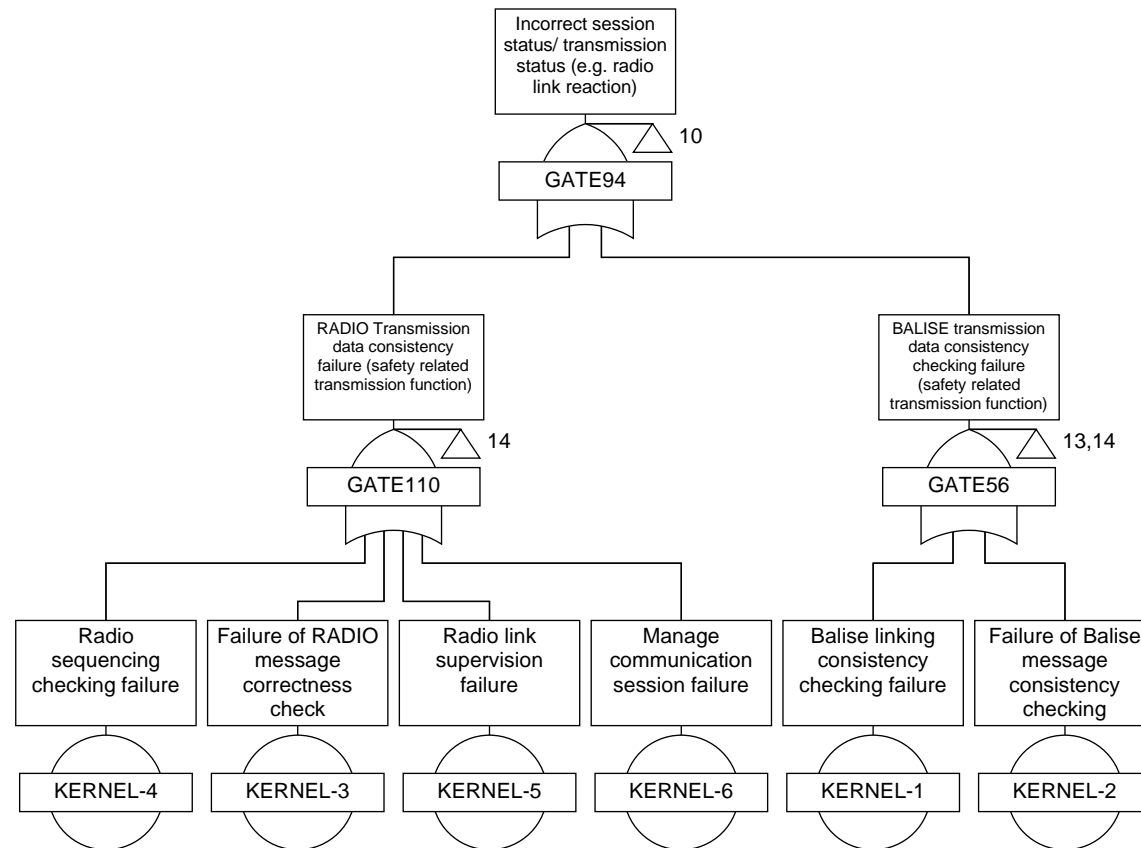 Incorrect session
status/ transmission
status (e.g. radio
link reaction)
10
GATE94
RADIO Transmission
data consistency
failure (safety related
transmission function)
14
GATE110
BALISE transmission
data consistency
checking failure
(safety related
transmission function)
13,14
GATE56
Radio
sequencing
checking failure
KERNEL-4
Failure of RADIO
message
correctness
check
KERNEL-3
Radio link
supervision
failure
KERNEL-5
Manage
communication
session failure
KERNEL-6
Balise linking
consistency
checking failure
KERNEL-1
Failure of Balise
message
consistency
checking
KERNEL-2